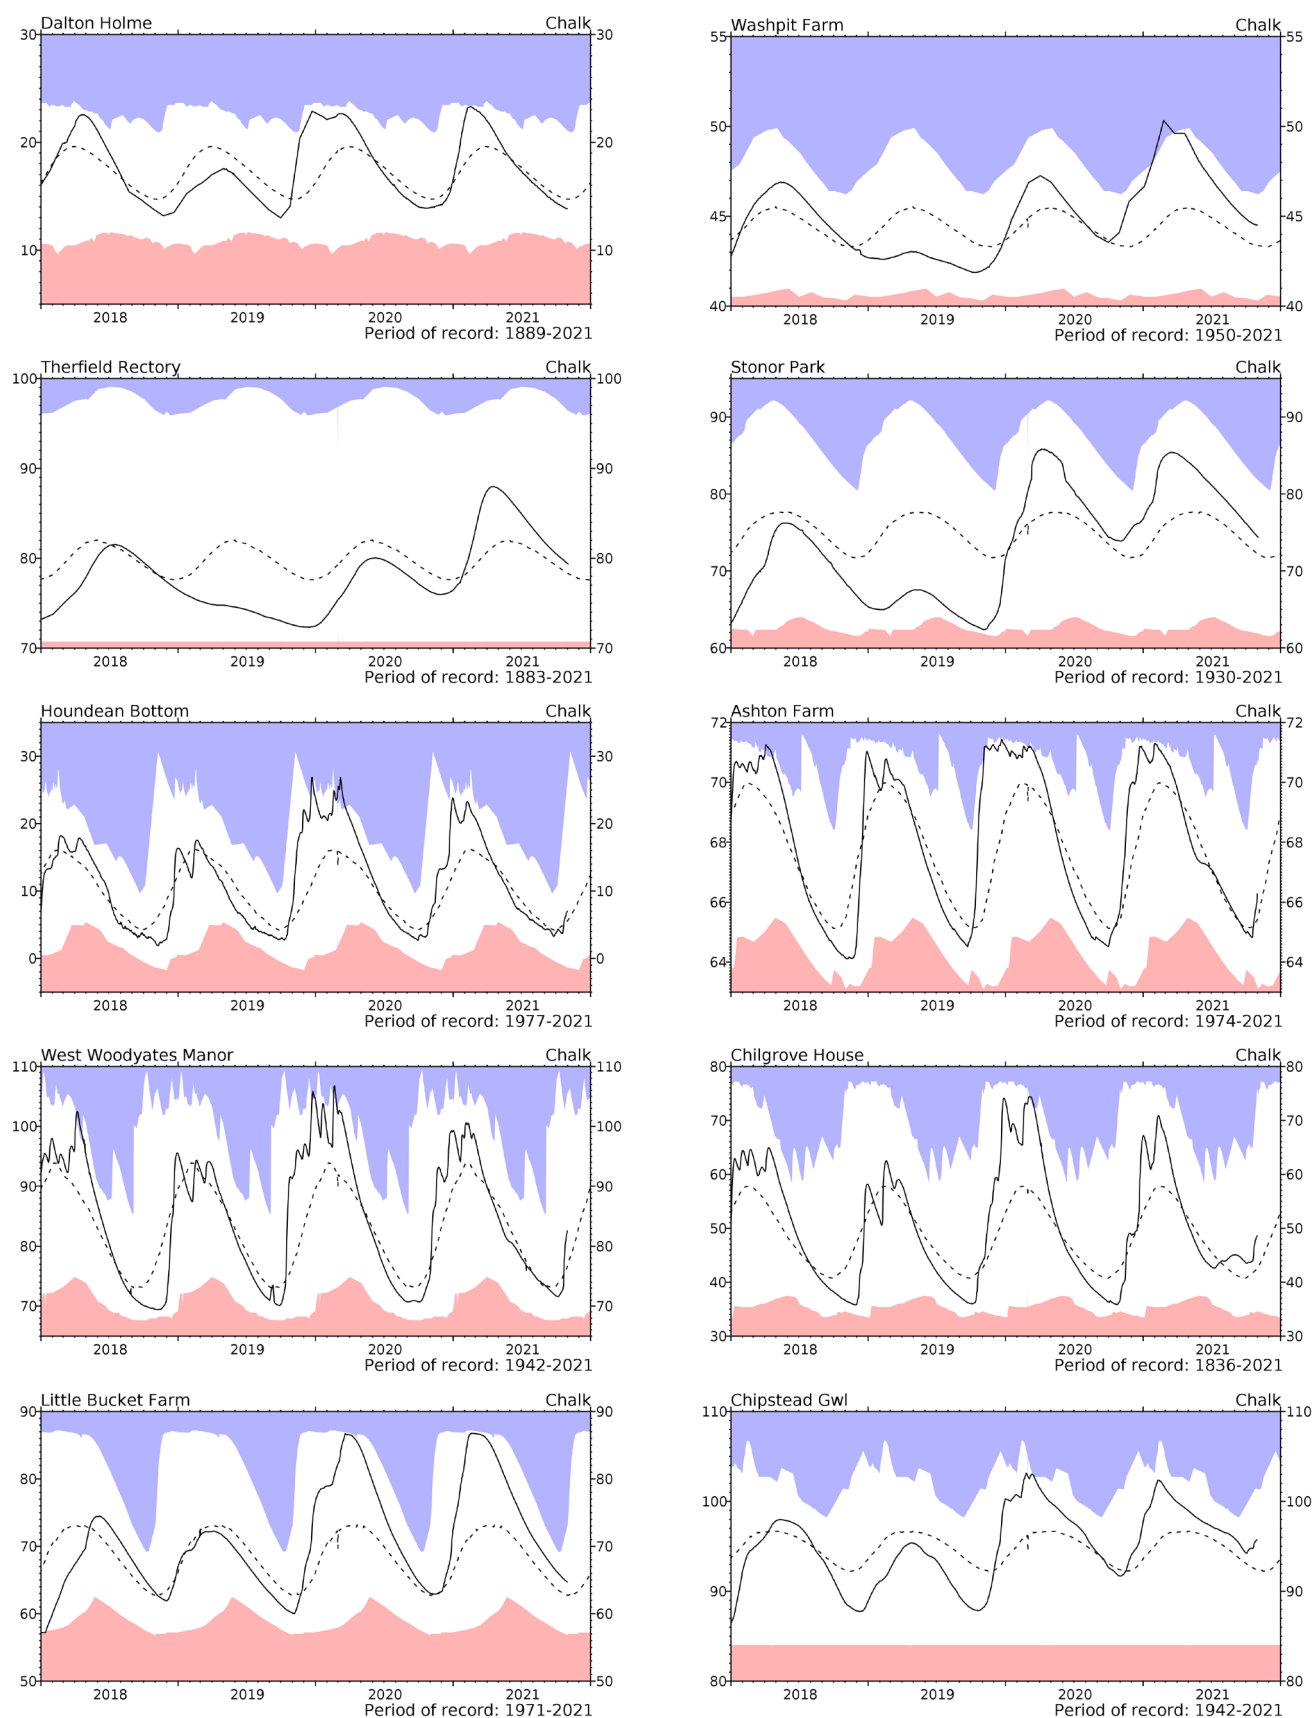 Dalton Holme Chalk
30 30
20 20
10 10
2018 2019 2020 2021
Period of record: 1889-2021
Washpit Farm Chalk
55 55
50 50
45 45
40 40
2018 2019 2020 2021
Period of record: 1950-2021
Therfield Rectory Chalk
100 100
90 90
80 80
70 70
2018 2019 2020 2021
Period of record: 1883-2021
Stonor Park Chalk
90 90
80 80
70 70
60 60
2018 2019 2020 2021
Period of record: 1930-2021
Houndean Bottom Chalk
30 30
20 20
10 10
0 0
2018 2019 2020 2021
Period of record: 1977-2021
Ashton Farm Chalk
72 72
70 70
68 68
66 66
64 64
2018 2019 2020 2021
Period of record: 1974-2021
West Woodyates Manor Chalk
110 110
100 100
90 90
80 80
70 70
2018 2019 2020 2021
Period of record: 1942-2021
Chilgrove House Chalk
80 80
70 70
60 60
50 50
40 40
30 30
2018 2019 2020 2021
Period of record: 1836-2021
Little Bucket Farm Chalk
90 90
80 80
70 70
60 60
50 50
2018 2019 2020 2021
Period of record: 1971-2021
Chipstead Gwl Chalk
110 110
100 100
90 90
80 80
2018 2019 2020 2021
Period of record: 1942-2021